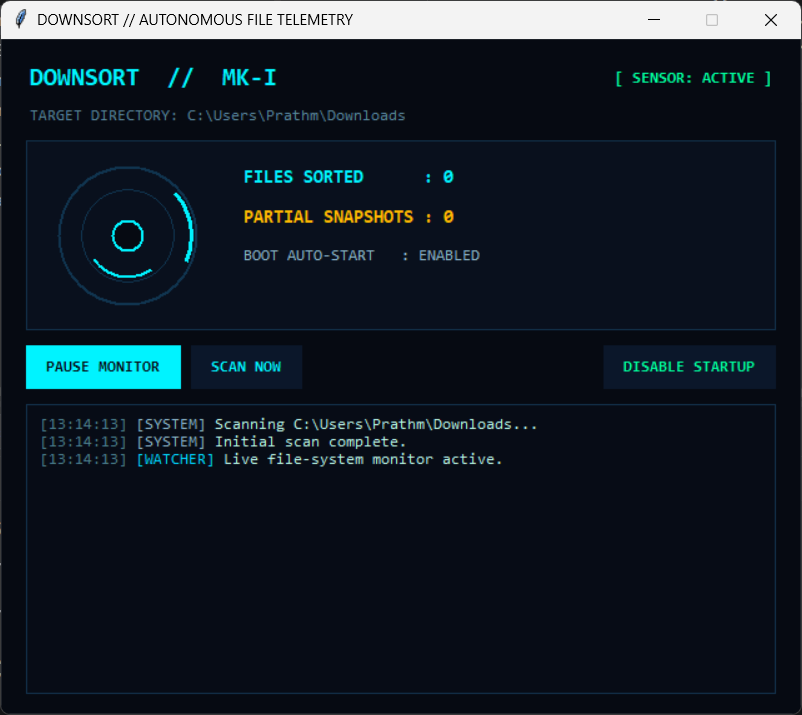 DOWNSORT // AUTONOMOUS FILE TELEMETRY
DOWNSORT // MK-I
[ SENSOR: ACTIVE ]
TARGET DIRECTORY: C:\Users\Prathm\Downloads
FILES SORTED : 0
PARTIAL SNAPSHOTS : 0
BOOT AUTO-START : ENABLED
PAUSE MONITOR
SCAN NOW
DISABLE STARTUP
[13:14:13] [SYSTEM] Scanning C:\Users\Prathm\Downloads...
[13:14:13] [SYSTEM] Initial scan complete.
[13:14:13] [WATCHER] Live file-system monitor active.